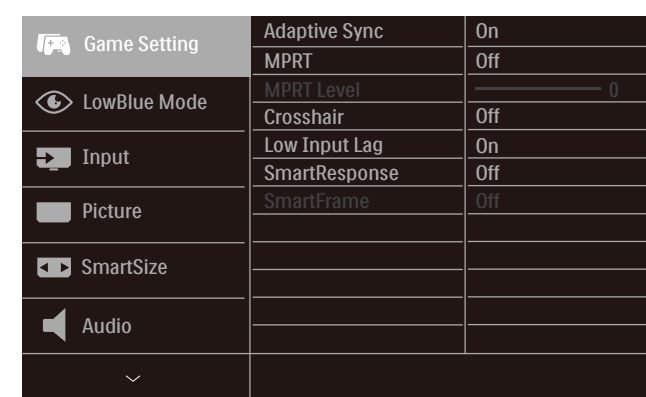 Game Setting
LowBlue Mode
Input
Picture
SmartSize
Audio
Adaptive Sync On
MPRT Off
MPRT Level 0
Crosshair Off
Low Input Lag On
SmartResponse Off
SmartFrame Off